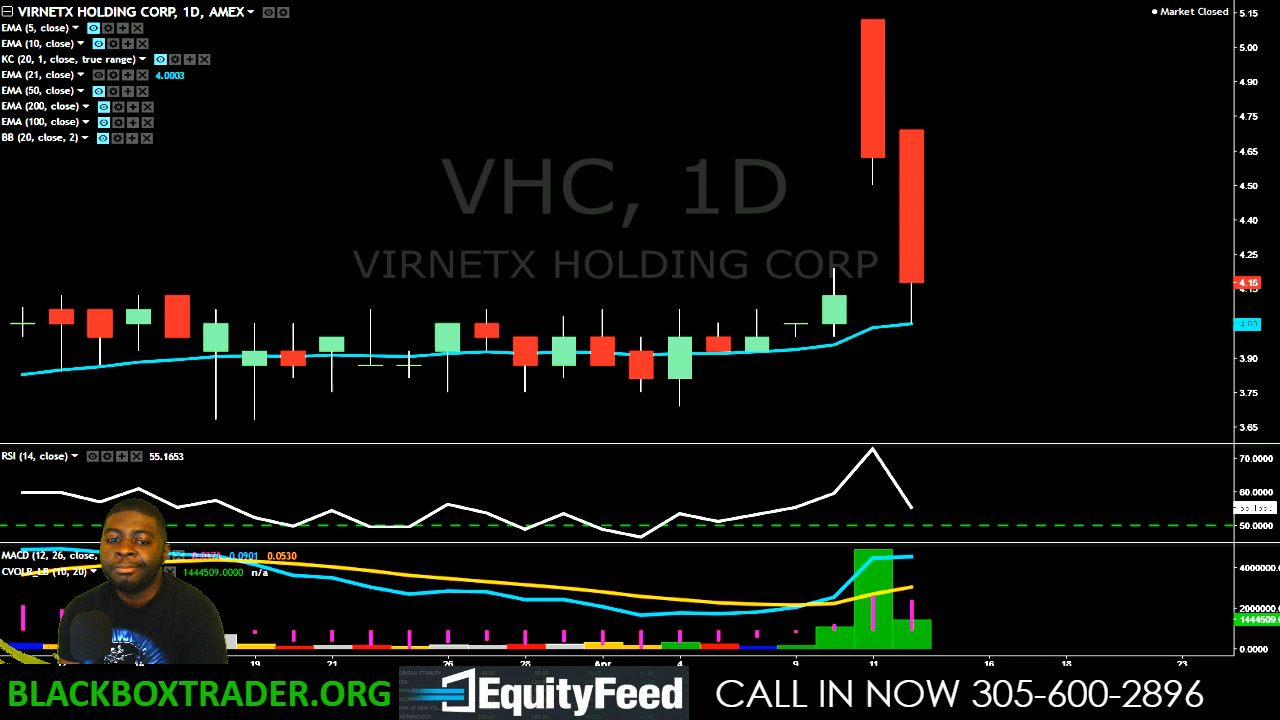 VIRNETX HOLDING CORP, 1D, AMEX
Market Closed
EMA (5, close)
EMA (10, close)
KC (20, 1, close, true range)
EMA (21, close) 4.0003
EMA (50, close)
EMA (200, close)
EMA (100, close)
BB (20, close, 2)
VHC, 1D
VIRNETX HOLDING CORP
5.15
5.00
4.90
4.75
4.65
4.50
4.40
4.25
4.15
3.90
3.75
3.65
RSI (14, close) 55.1653
70.0000
60.0000
50.0000
MACD (12, 26, close, 0.0901 0.0530
CVOLB_LB (10, 20) 1444509.0000 n/a
4000000.
2000000.
1444509.
0.0000
19 21 26 28 Apr 4 9 11 16 18 23
BLACKBOXTRADER.ORG
EquityFeed
CALL IN NOW 305-600-2896